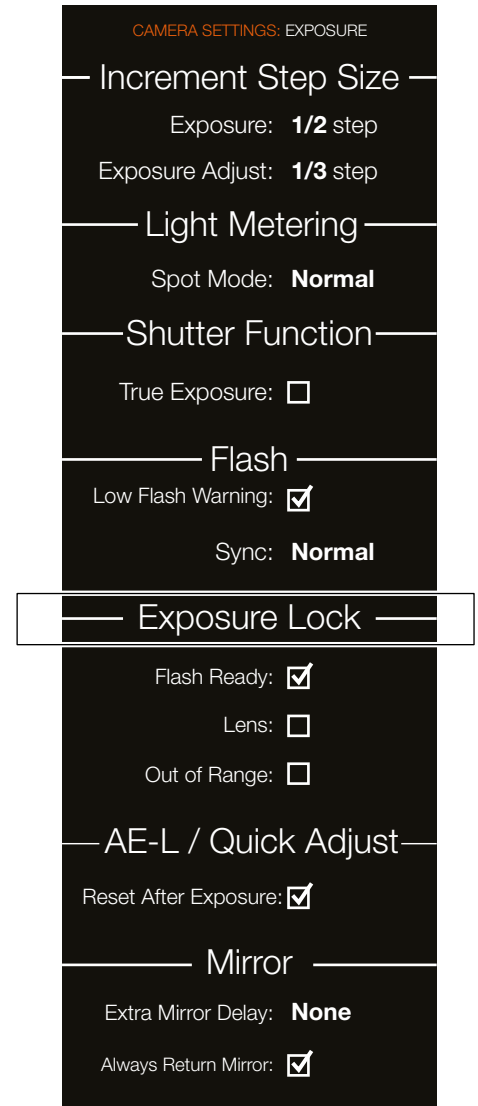 CAMERA SETTINGS: EXPOSURE
Increment Step Size
Exposure: 1/2 step
Exposure Adjust: 1/3 step
Light Metering
Spot Mode: Normal
Shutter Function
True Exposure:
Flash
Low Flash Warning:
Sync: Normal
Exposure Lock
Flash Ready:
Lens:
Out of Range:
AE-L / Quick Adjust
Reset After Exposure:
Mirror
Extra Mirror Delay: None
Always Return Mirror: